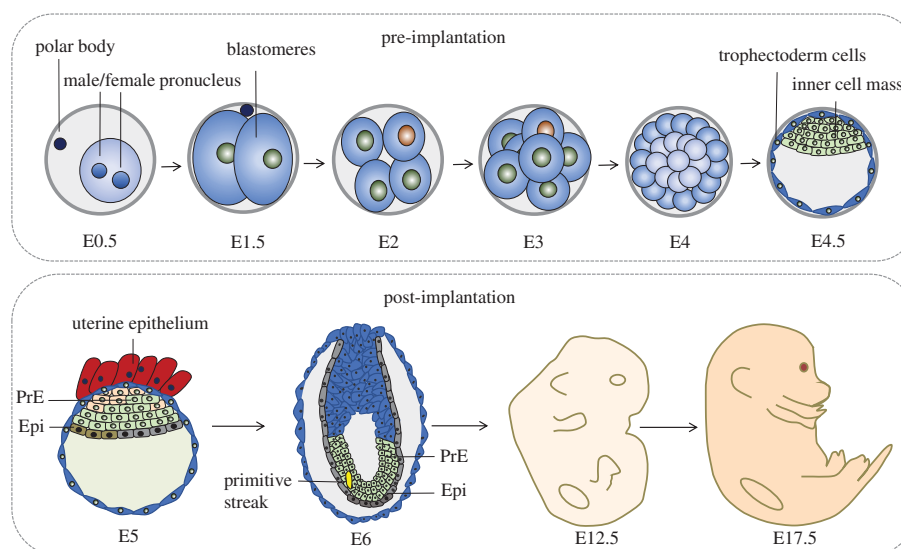 pre-implantation
polar body
male/female pronucleus
blastomeres
trophectoderm cells
inner cell mass
E0.5
E1.5
E2
E3
E4
E4.5
post-implantation
uterine epithelium
PrE
Epi
primitive
streak
PrE
Epi
E5
E6
E12.5
E17.5